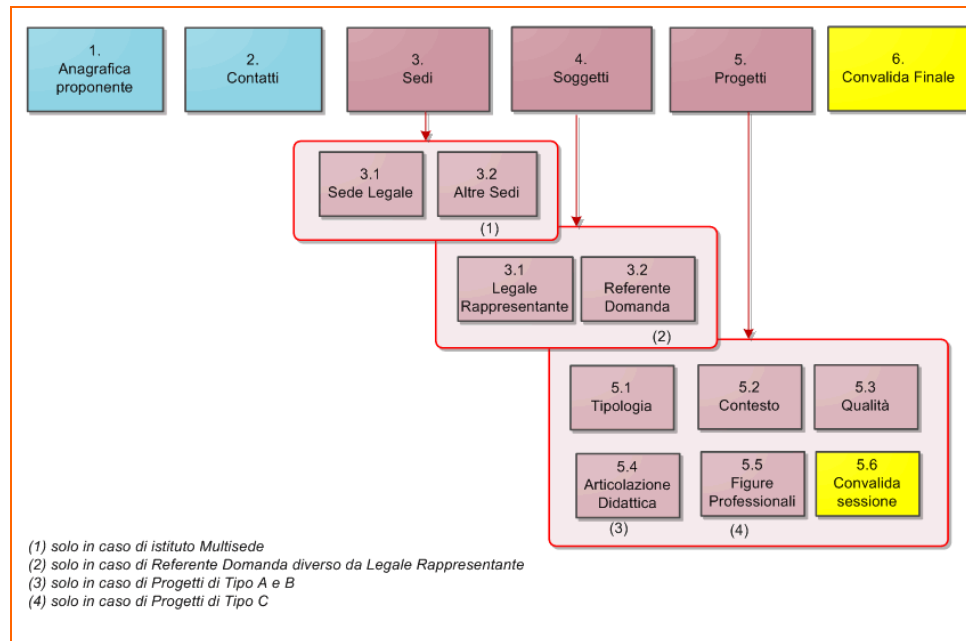 1.
Anagrafica
proponente
2.
Contatti
3.
Sedi
4.
Soggetti
5.
Progetti
6.
Convalida Finale
3.1
Sede Legale
3.2
Altre Sedi
(1)
3.1
Legale
Rappresentante
3.2
Referente
Domanda
(2)
5.1
Tipologia
5.2
Contesto
5.3
Qualità
5.4
Articolazione
Didattica
(3)
5.5
Figure
Professionali
(4)
5.6
Convalida
sessione
(1) solo in caso di istituto Multisede
(2) solo in caso di Referente Domanda diverso da Legale Rappresentante
(3) solo in caso di Progetti di Tipo A e B
(4) solo in caso di Progetti di Tipo C